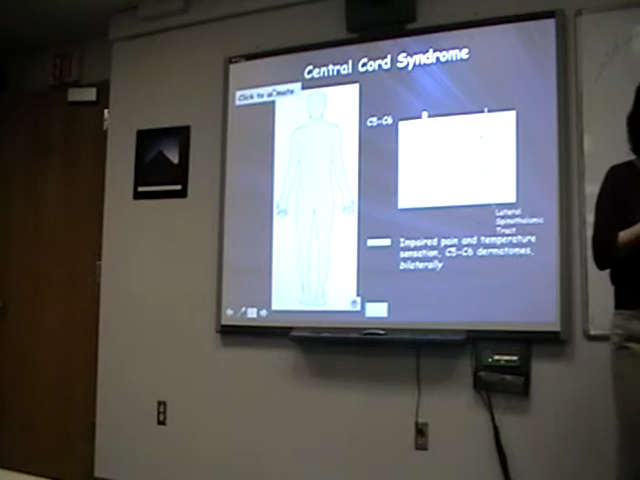 Central Cord Syndrome
Click to animate
C5-C6
Lateral
Spinothalamic
Tract
Impaired pain and temperature
sensation, C5-C6 dermatomes,
bilaterally